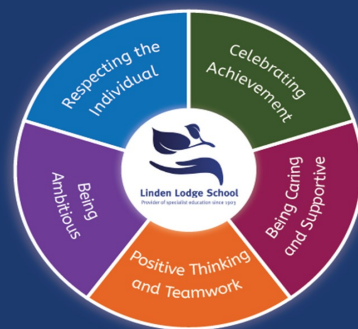 Respecting the
Individual
Celebrating
Achievement
Being Caring
and Supportive
Positive Thinking
and Teamwork
Being
Ambitious
Linden Lodge School
Provider of specialist education since 1903